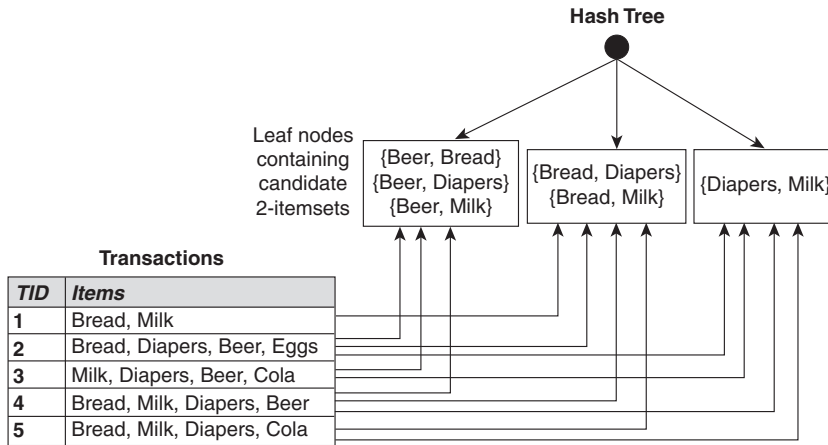 Hash Tree
Leaf nodes
containing
candidate
2-itemsets
{Beer, Bread}
{Beer, Diapers}
{Beer, Milk}
{Bread, Diapers}
{Bread, Milk}
{Diapers, Milk}
Transactions
TID Items
1 Bread, Milk
2 Bread, Diapers, Beer, Eggs
3 Milk, Diapers, Beer, Cola
4 Bread, Milk, Diapers, Beer
5 Bread, Milk, Diapers, Cola